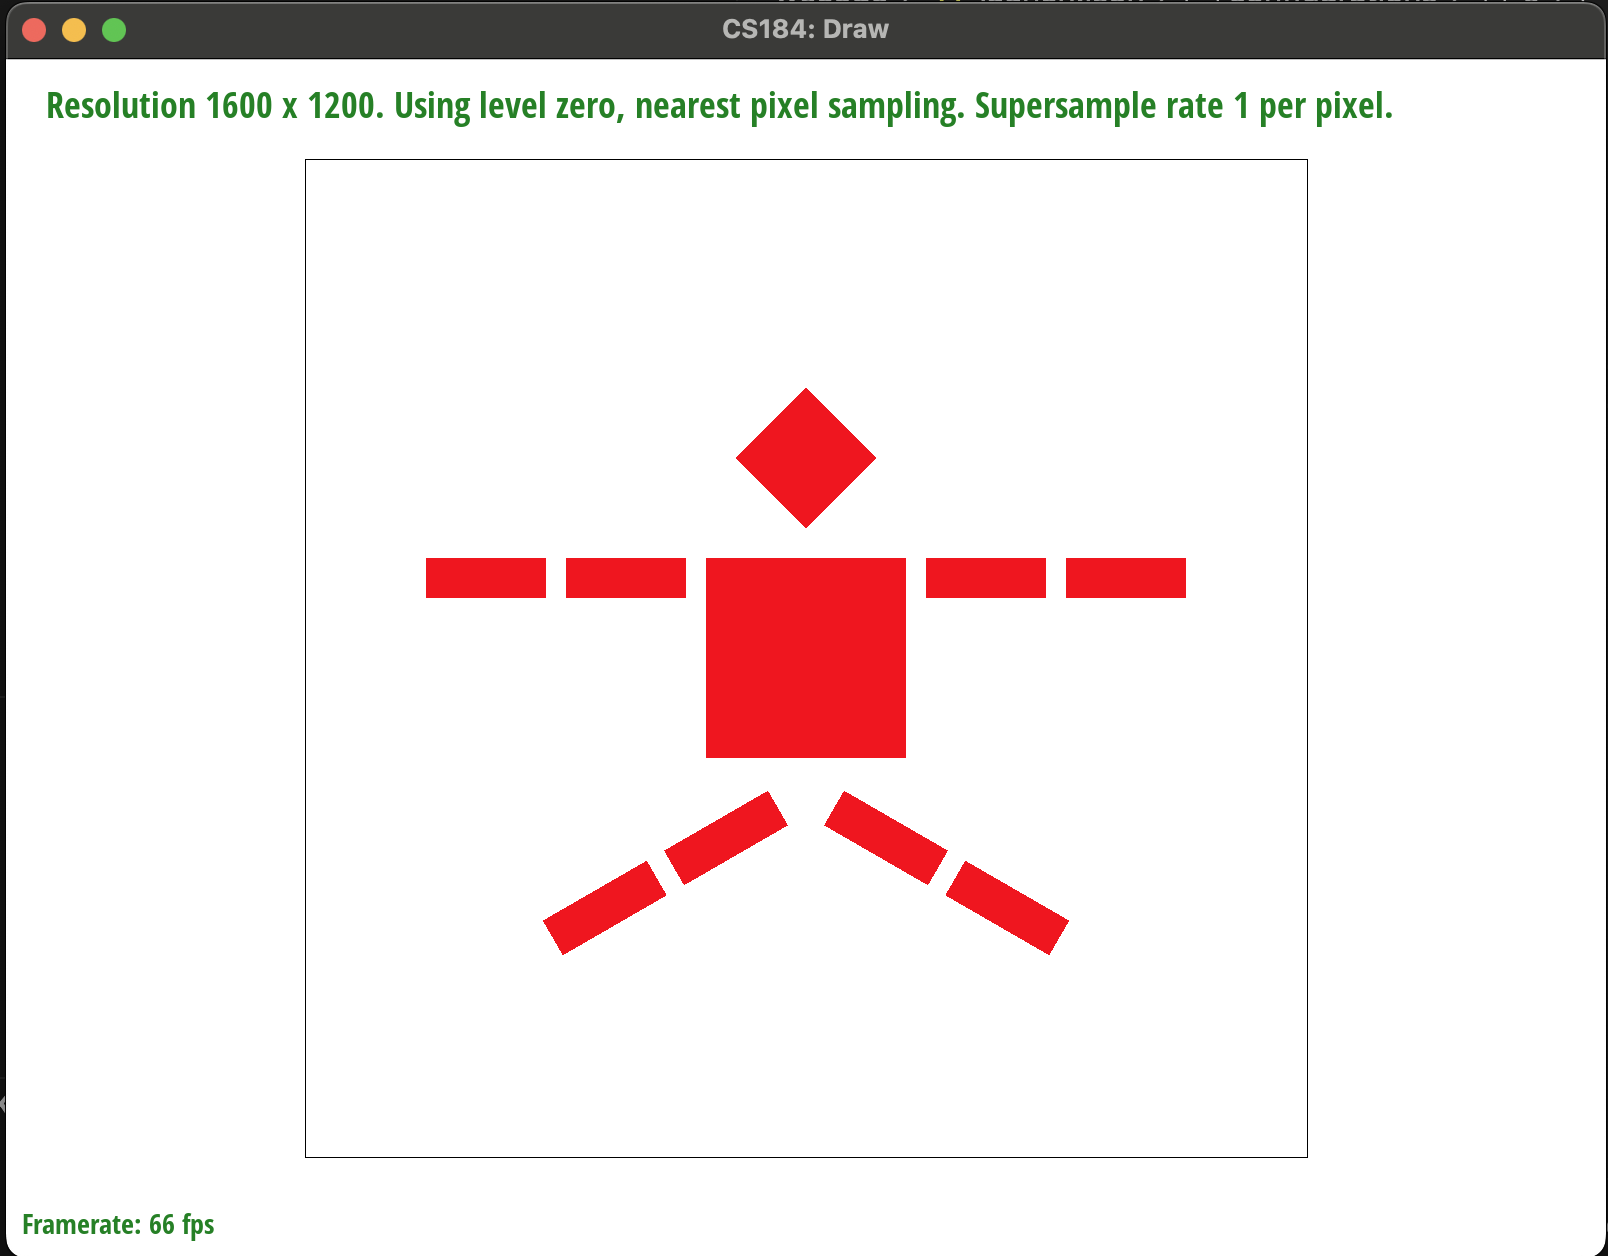 CS184: Draw
Resolution 1600 x 1200. Using level zero, nearest pixel sampling. Supersample rate 1 per pixel.
Framerate: 66 fps